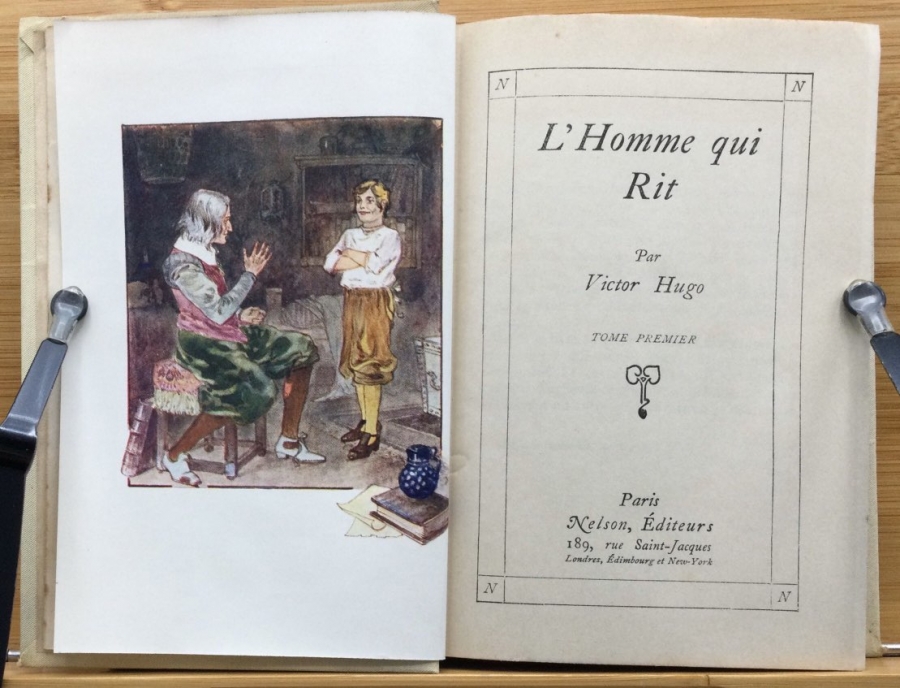 N N
L'Homme qui
Rit
Par
Victor Hugo
TOME PREMIER
Paris
Nelson, Éditeurs
189, rue Saint-Jacques
Londres, Édimbourg et New-York
N N